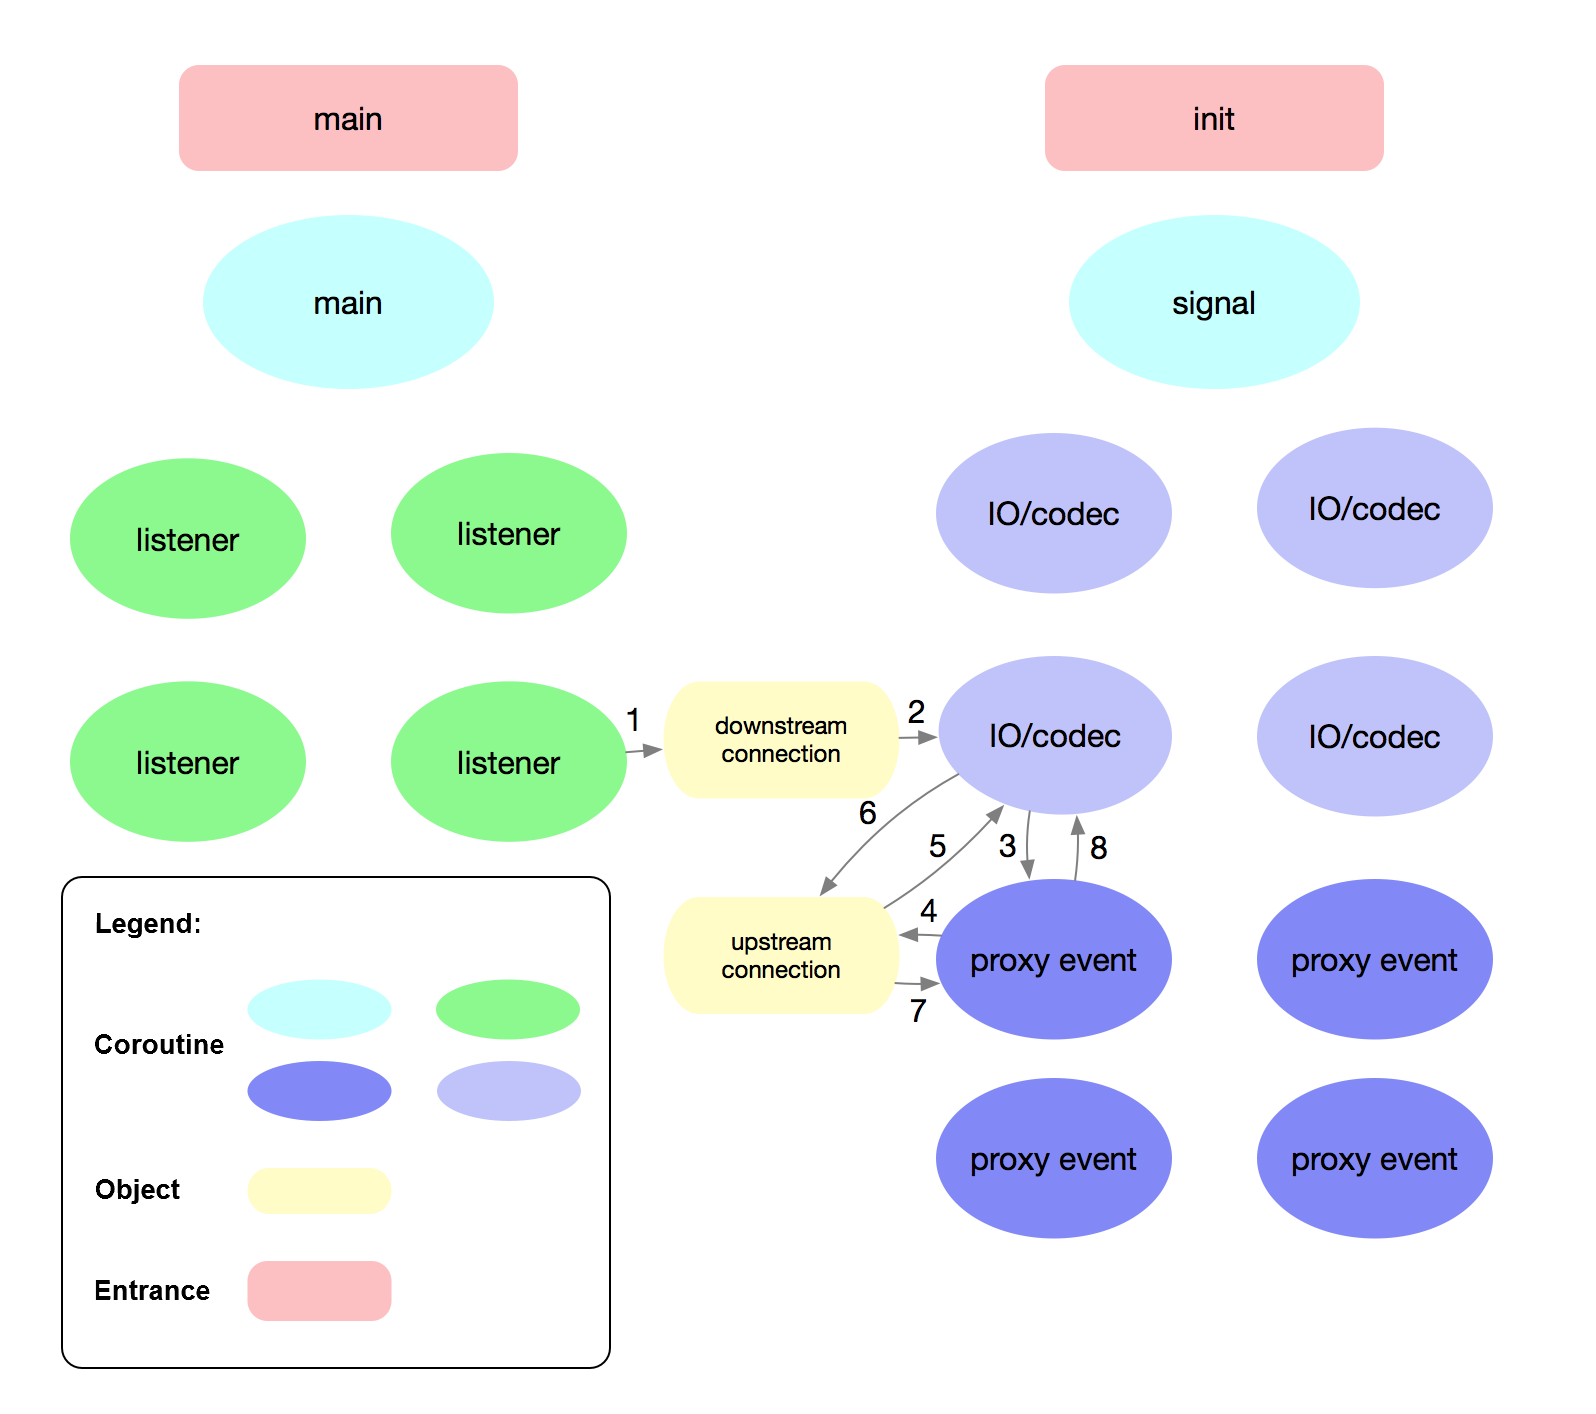 main
init
main
signal
listener
listener
IO/codec
IO/codec
listener
listener
1
downstream
connection
2
IO/codec
IO/codec
6
5
3
8
upstream
connection
4
7
proxy event
proxy event
proxy event
proxy event
Legend:
Coroutine
Object
Entrance